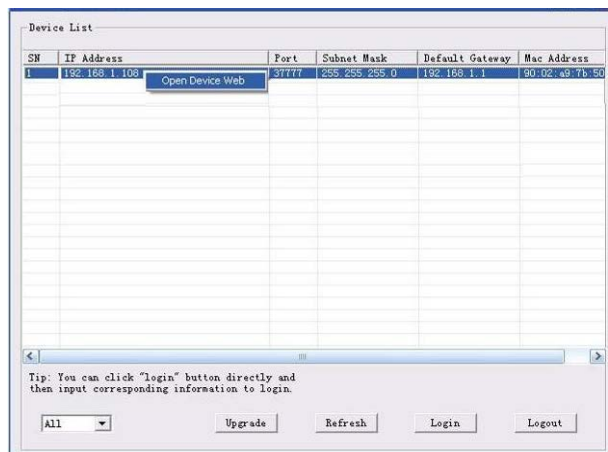 Device List
SN IP Address Port Subnet Mask Default Gateway Mac Address
1 192.168.1.108 37777 255.255.255.0 192.168.1.1 90:02:a9:7b:50
Open Device Web
Tip: You can click "login" button directly and
then input corresponding information to login.
All Upgrade Refresh Login Logout